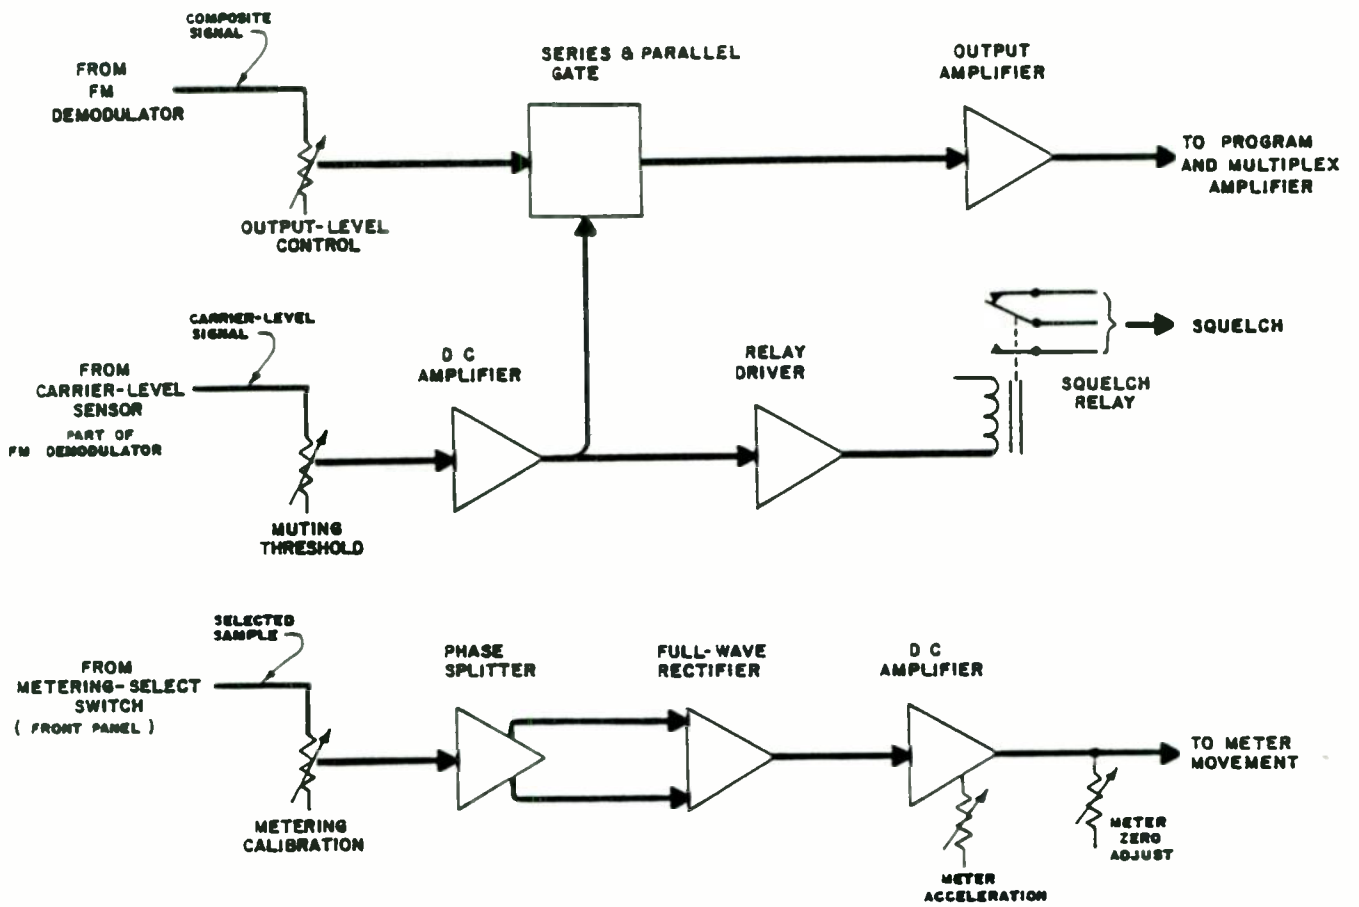 COMPOSITE
SIGNAL
FROM
FM
DEMODULATOR
OUTPUT-LEVEL
CONTROL
SERIES & PARALLEL
GATE
OUTPUT
AMPLIFIER
TO PROGRAM
AND MULTIPLEX
AMPLIFIER
CARRIER-LEVEL
SIGNAL
FROM
CARRIER-LEVEL
SENSOR
PART OF
FM DEMODULATOR
MUTING
THRESHOLD
D C
AMPLIFIER
RELAY
DRIVER
SQUELCH
SQUELCH
RELAY
SELECTED
SAMPLE
FROM
METERING-SELECT
SWITCH
( FRONT PANEL )
METERING
CALIBRATION
PHASE
SPLITTER
FULL-WAVE
RECTIFIER
D C
AMPLIFIER
METER
ACCELERATION
METER
ZERO
ADJUST
TO METER
MOVEMENT